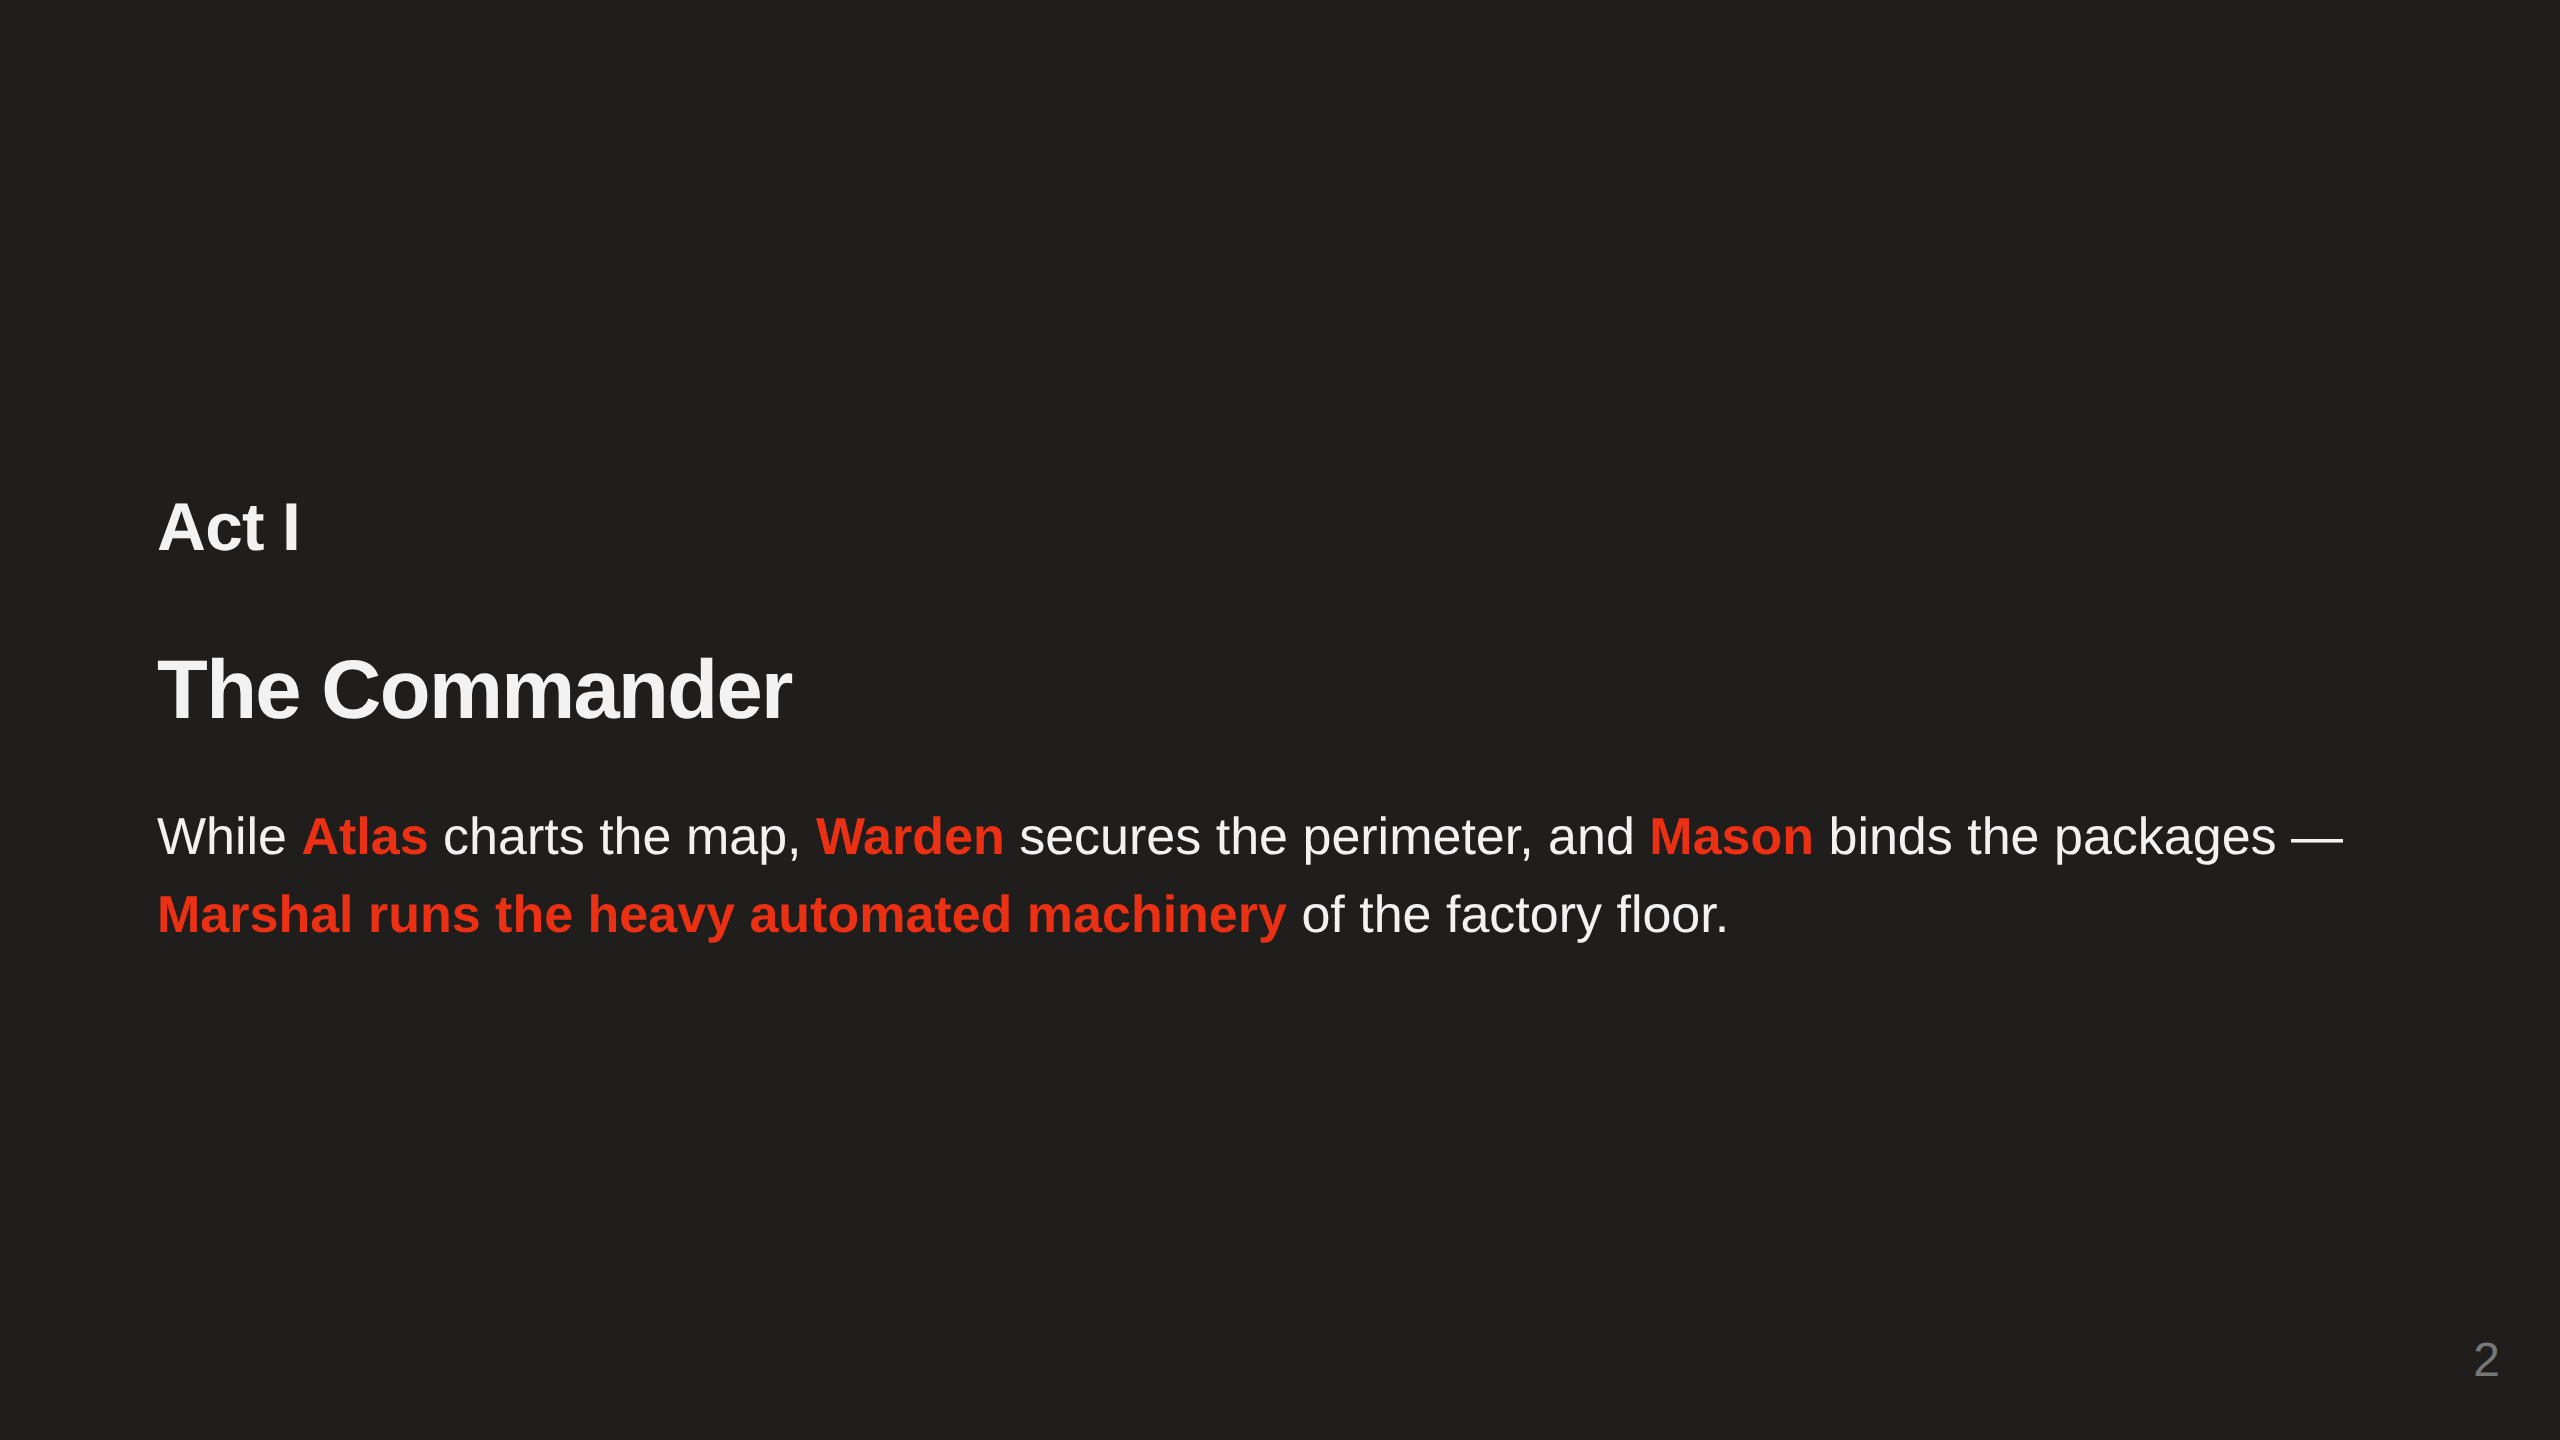 Act I
The Commander
While Atlas charts the map, Warden secures the perimeter, and Mason binds the packages —
Marshal runs the heavy automated machinery of the factory floor.
2